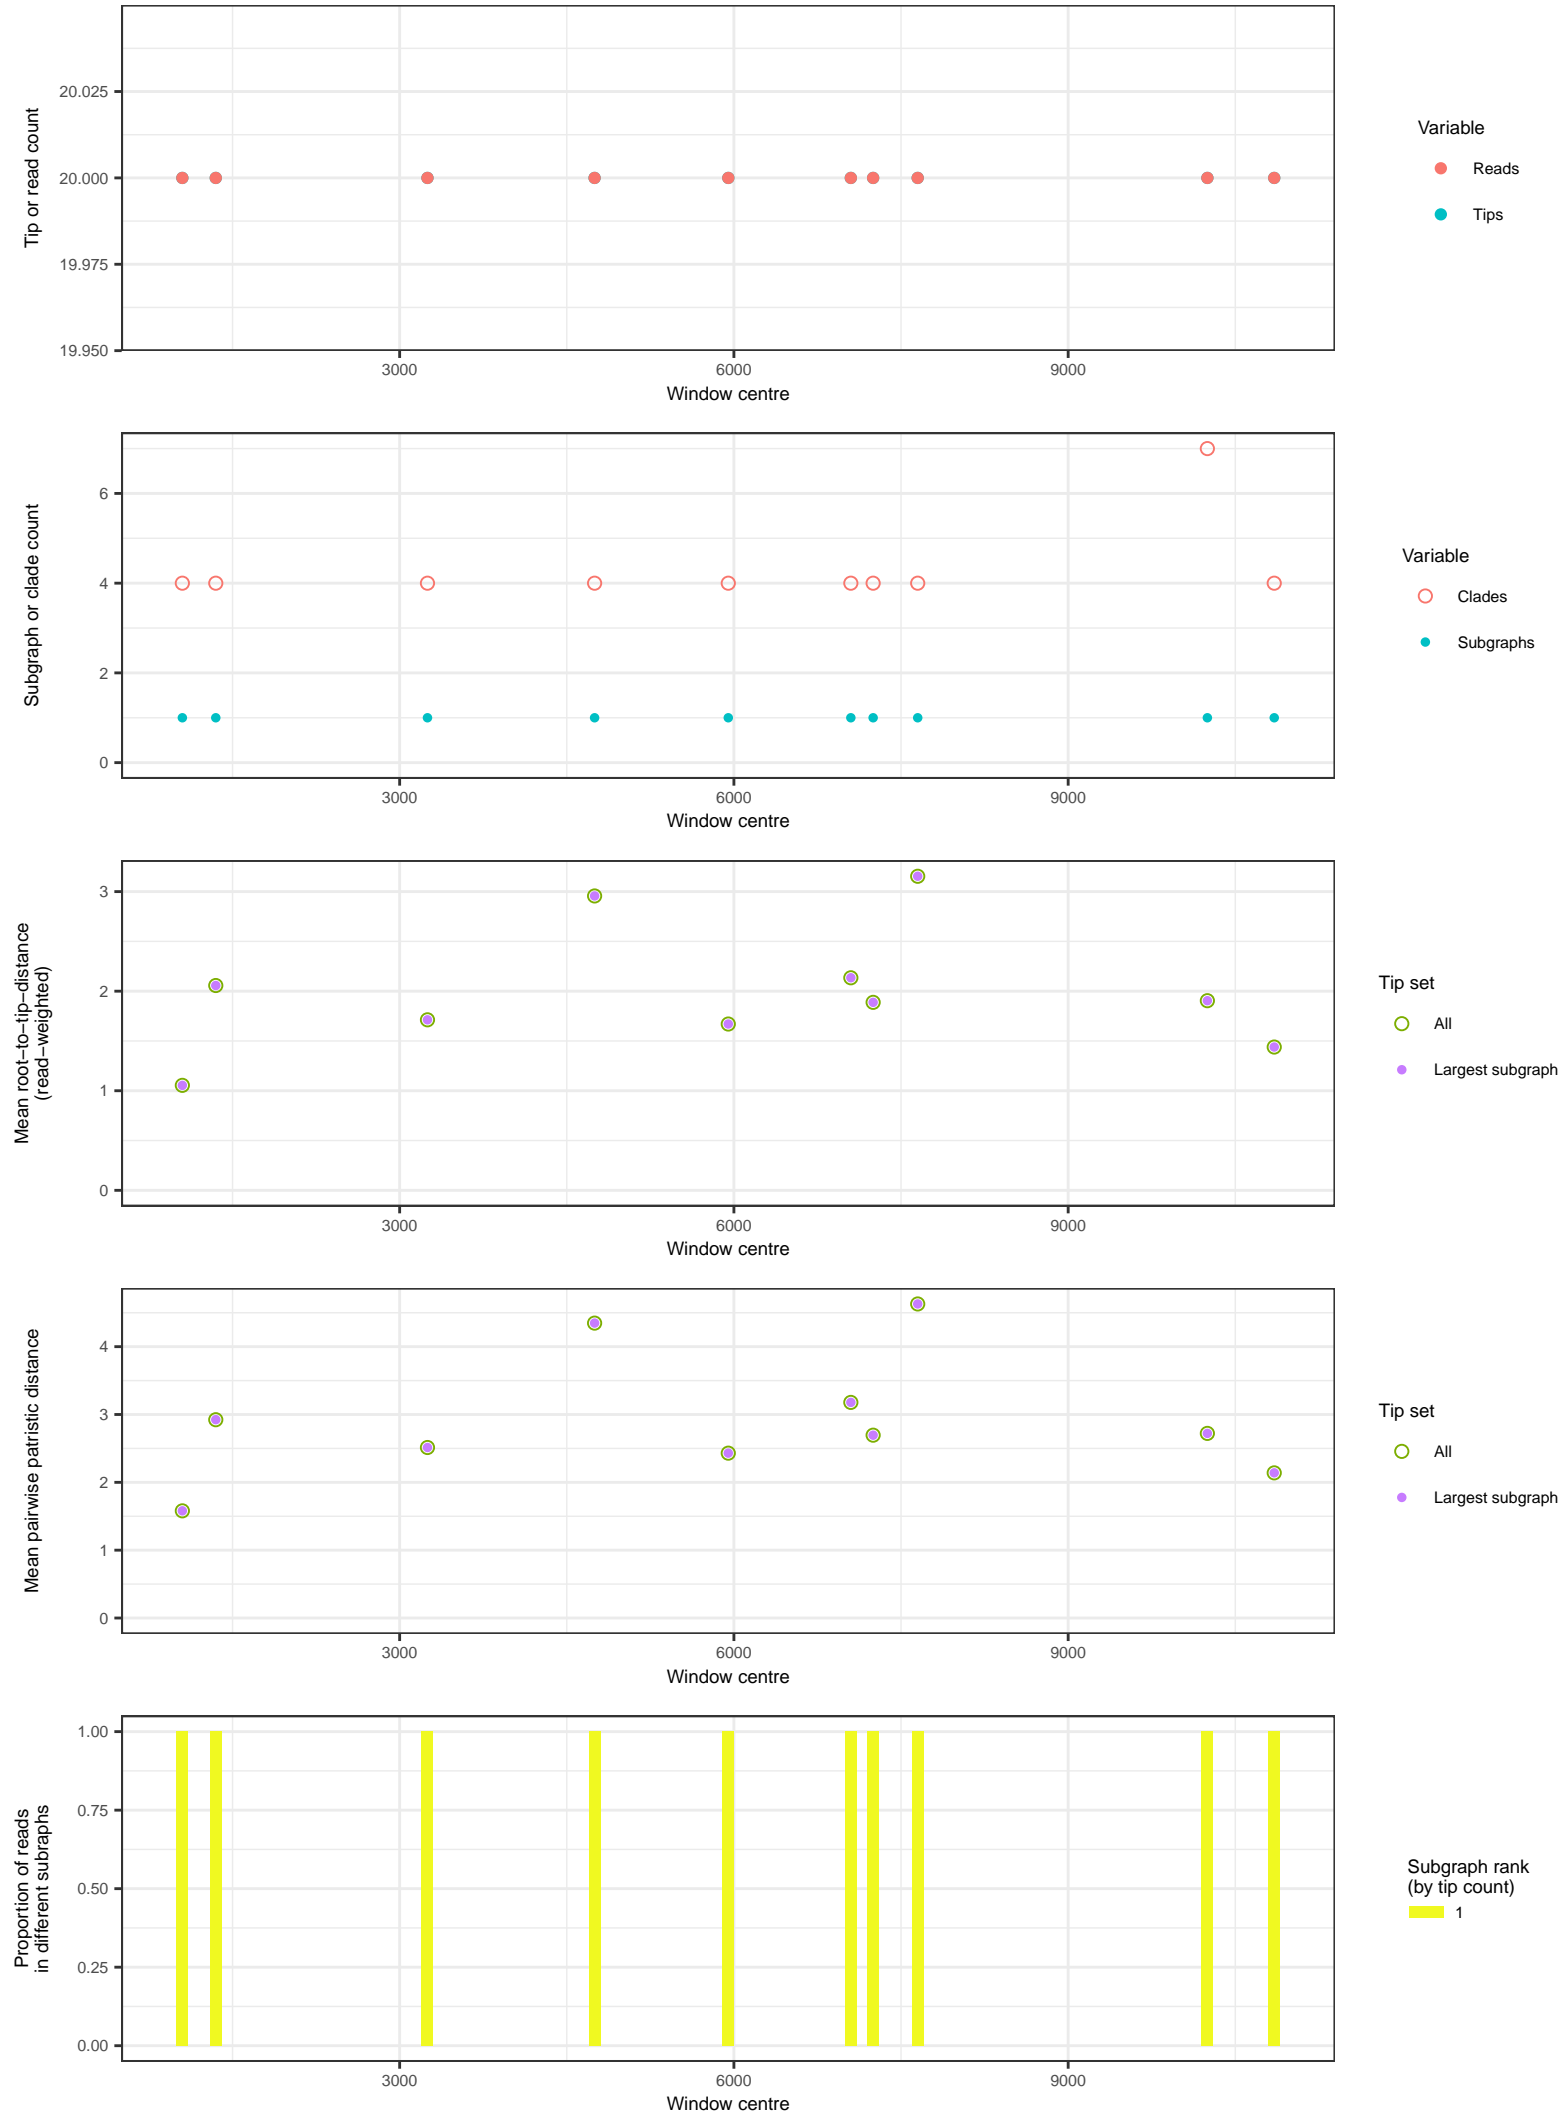 20.025
20.000
19.975
19.950
Tip or read count
3000 6000 9000
Window centre
Variable
Reads
Tips
6
4
2
0
Subgraph or clade count
3000 6000 9000
Window centre
Variable
Clades
Subgraphs
3
2
1
0
Mean root−to−tip−distance
(read−weighted)
3000 6000 9000
Window centre
Tip set
All
Largest subgraph
4
3
2
1
0
Mean pairwise patristic distance
3000 6000 9000
Window centre
Tip set
All
Largest subgraph
1.00
0.75
0.50
0.25
0.00
Proportion of reads
in different subraphs
3000 6000 9000
Window centre
Subgraph rank
(by tip count)
1